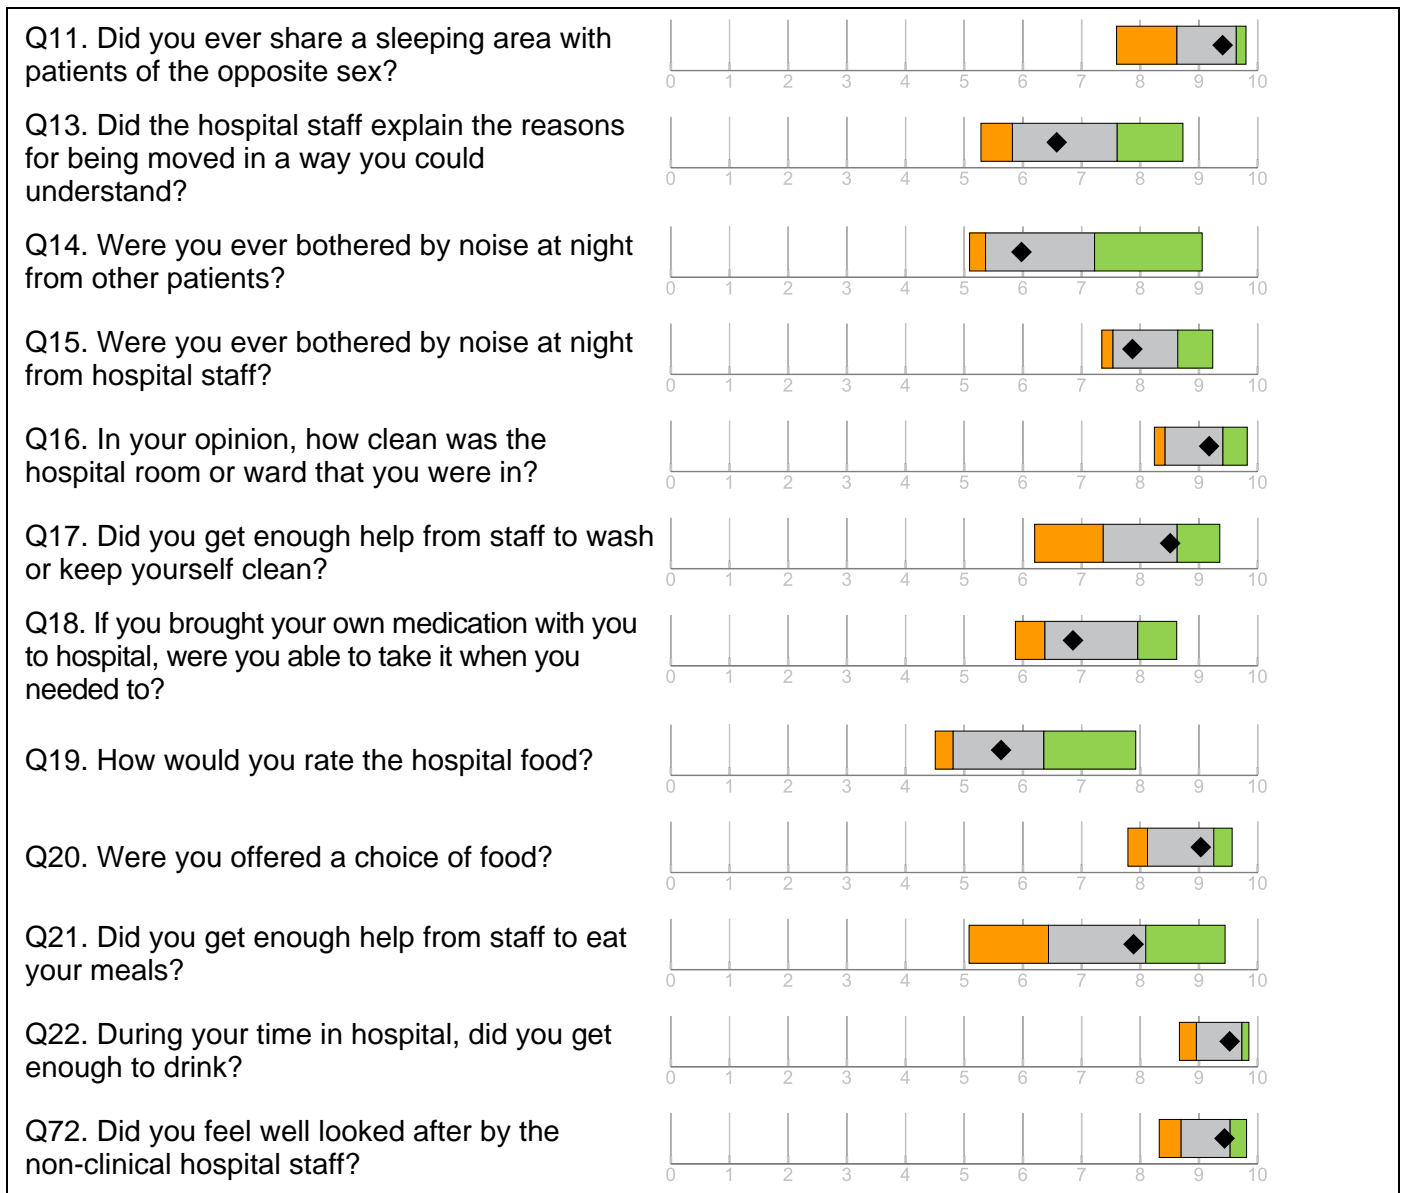 Q11. Did you ever share a sleeping area with
patients of the opposite sex?
0 1 2 3 4 5 6 7 8 9 10
Q13. Did the hospital staff explain the reasons
for being moved in a way you could
understand?
0 1 2 3 4 5 6 7 8 9 10
Q14. Were you ever bothered by noise at night
from other patients?
0 1 2 3 4 5 6 7 8 9 10
Q15. Were you ever bothered by noise at night
from hospital staff?
0 1 2 3 4 5 6 7 8 9 10
Q16. In your opinion, how clean was the
hospital room or ward that you were in?
0 1 2 3 4 5 6 7 8 9 10
Q17. Did you get enough help from staff to wash
or keep yourself clean?
0 1 2 3 4 5 6 7 8 9 10
Q18. If you brought your own medication with you
to hospital, were you able to take it when you
needed to?
0 1 2 3 4 5 6 7 8 9 10
Q19. How would you rate the hospital food?
0 1 2 3 4 5 6 7 8 9 10
Q20. Were you offered a choice of food?
0 1 2 3 4 5 6 7 8 9 10
Q21. Did you get enough help from staff to eat
your meals?
0 1 2 3 4 5 6 7 8 9 10
Q22. During your time in hospital, did you get
enough to drink?
0 1 2 3 4 5 6 7 8 9 10
Q72. Did you feel well looked after by the
non-clinical hospital staff?
0 1 2 3 4 5 6 7 8 9 10